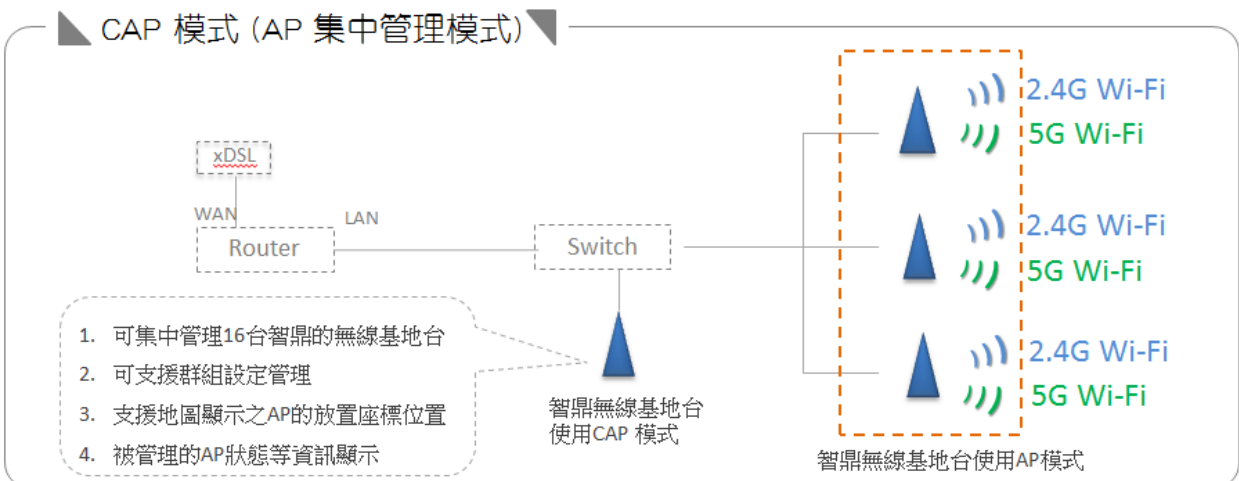 CAP 模式 (AP 集中管理模式)
xDSL
WAN
LAN
Router
Switch
2.4G Wi-Fi
5G Wi-Fi
2.4G Wi-Fi
5G Wi-Fi
2.4G Wi-Fi
5G Wi-Fi
1. 可集中管理16台智鼎的無線基地台
2. 可支援群組設定管理
3. 支援地圖顯示之AP的放置座標位置
4. 被管理的AP狀態等資訊顯示
智鼎無線基地台
使用CAP 模式
智鼎無線基地台使用AP模式